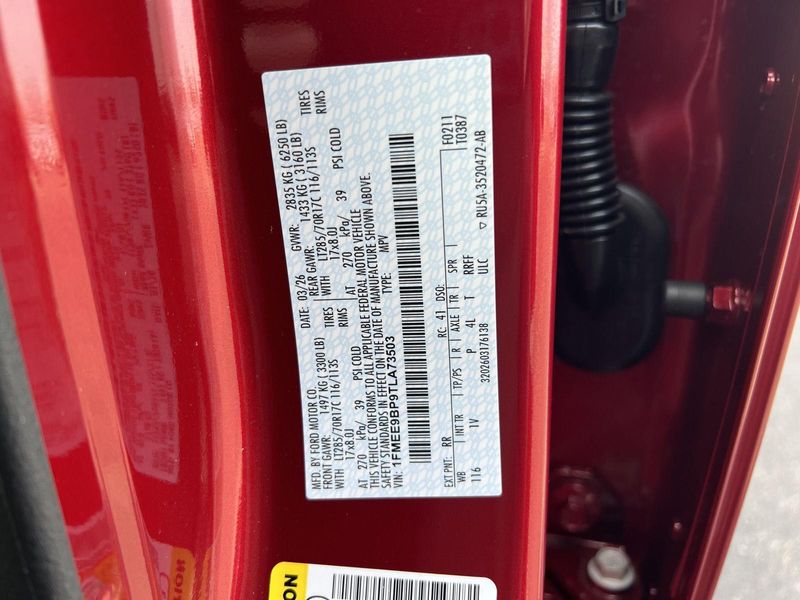 MFD. BY FORD MOTOR CO.
DATE: 03/26
GVWR: 2835 KG ( 6250 LB)
FRONT GAWR: 1497 KG ( 3300 LB)
REAR GAWR: 1433 KG ( 3160 LB)
WITH LT285/70R17C 116/113S TIRES
WITH LT285/70R17C 116/113S TIRES
17x8.0J RIMS
17x8.0J RIMS
AT 270 kPa/ 39 PSI COLD
AT 270 kPa/ 39 PSI COLD
THIS VEHICLE CONFORMS TO ALL APPLICABLE FEDERAL MOTOR VEHICLE
SAFETY STANDARDS IN EFFECT ON THE DATE OF MANUFACTURE SHOWN ABOVE.
VIN: 1FMEE9BP9TLA73503
TYPE: MPV
F0211
T0387
EXT PNT: RR RC: 41 DSO:
WB INT TR TP/PS R AXLE TR SPR
116 1V P 4L T RRFF
ULC
3202603176138
▽ RU5A-3520472-AB